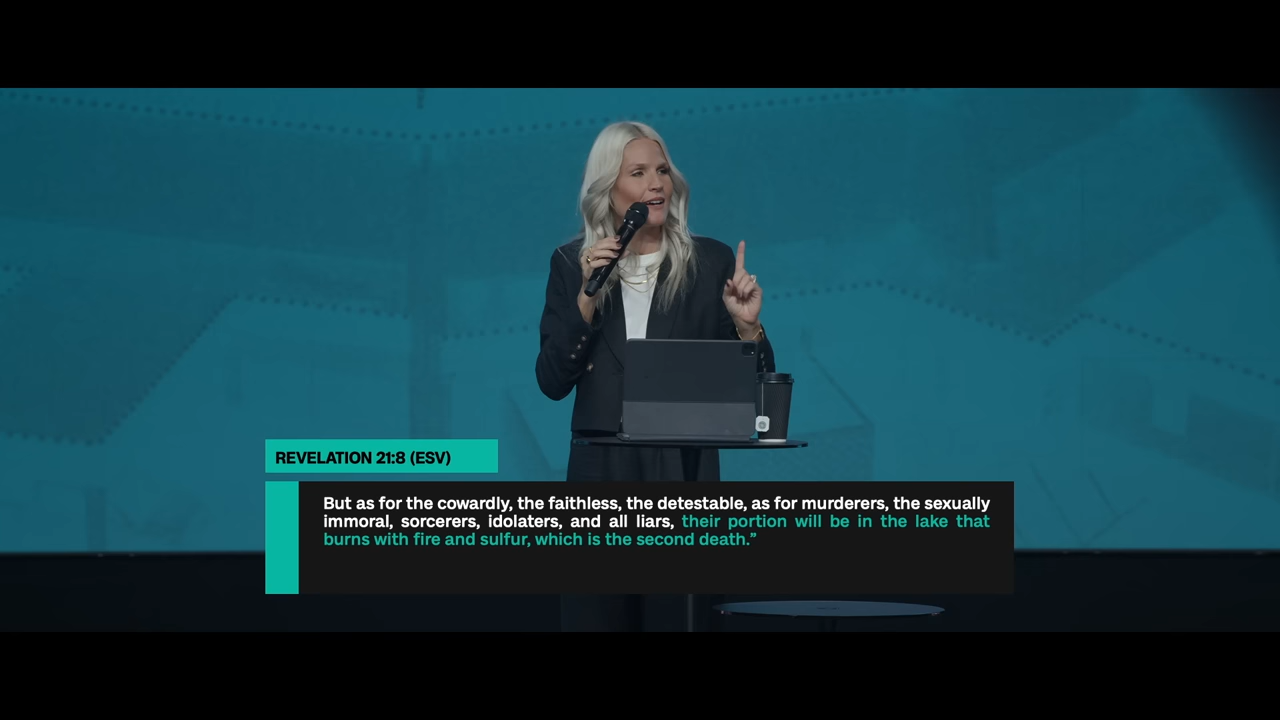 REVELATION 21:8 (ESV)
But as for the cowardly, the faithless, the detestable, as for murderers, the sexually
immoral, sorcerers, idolaters, and all liars, their portion will be in the lake that
burns with fire and sulfur, which is the second death.”